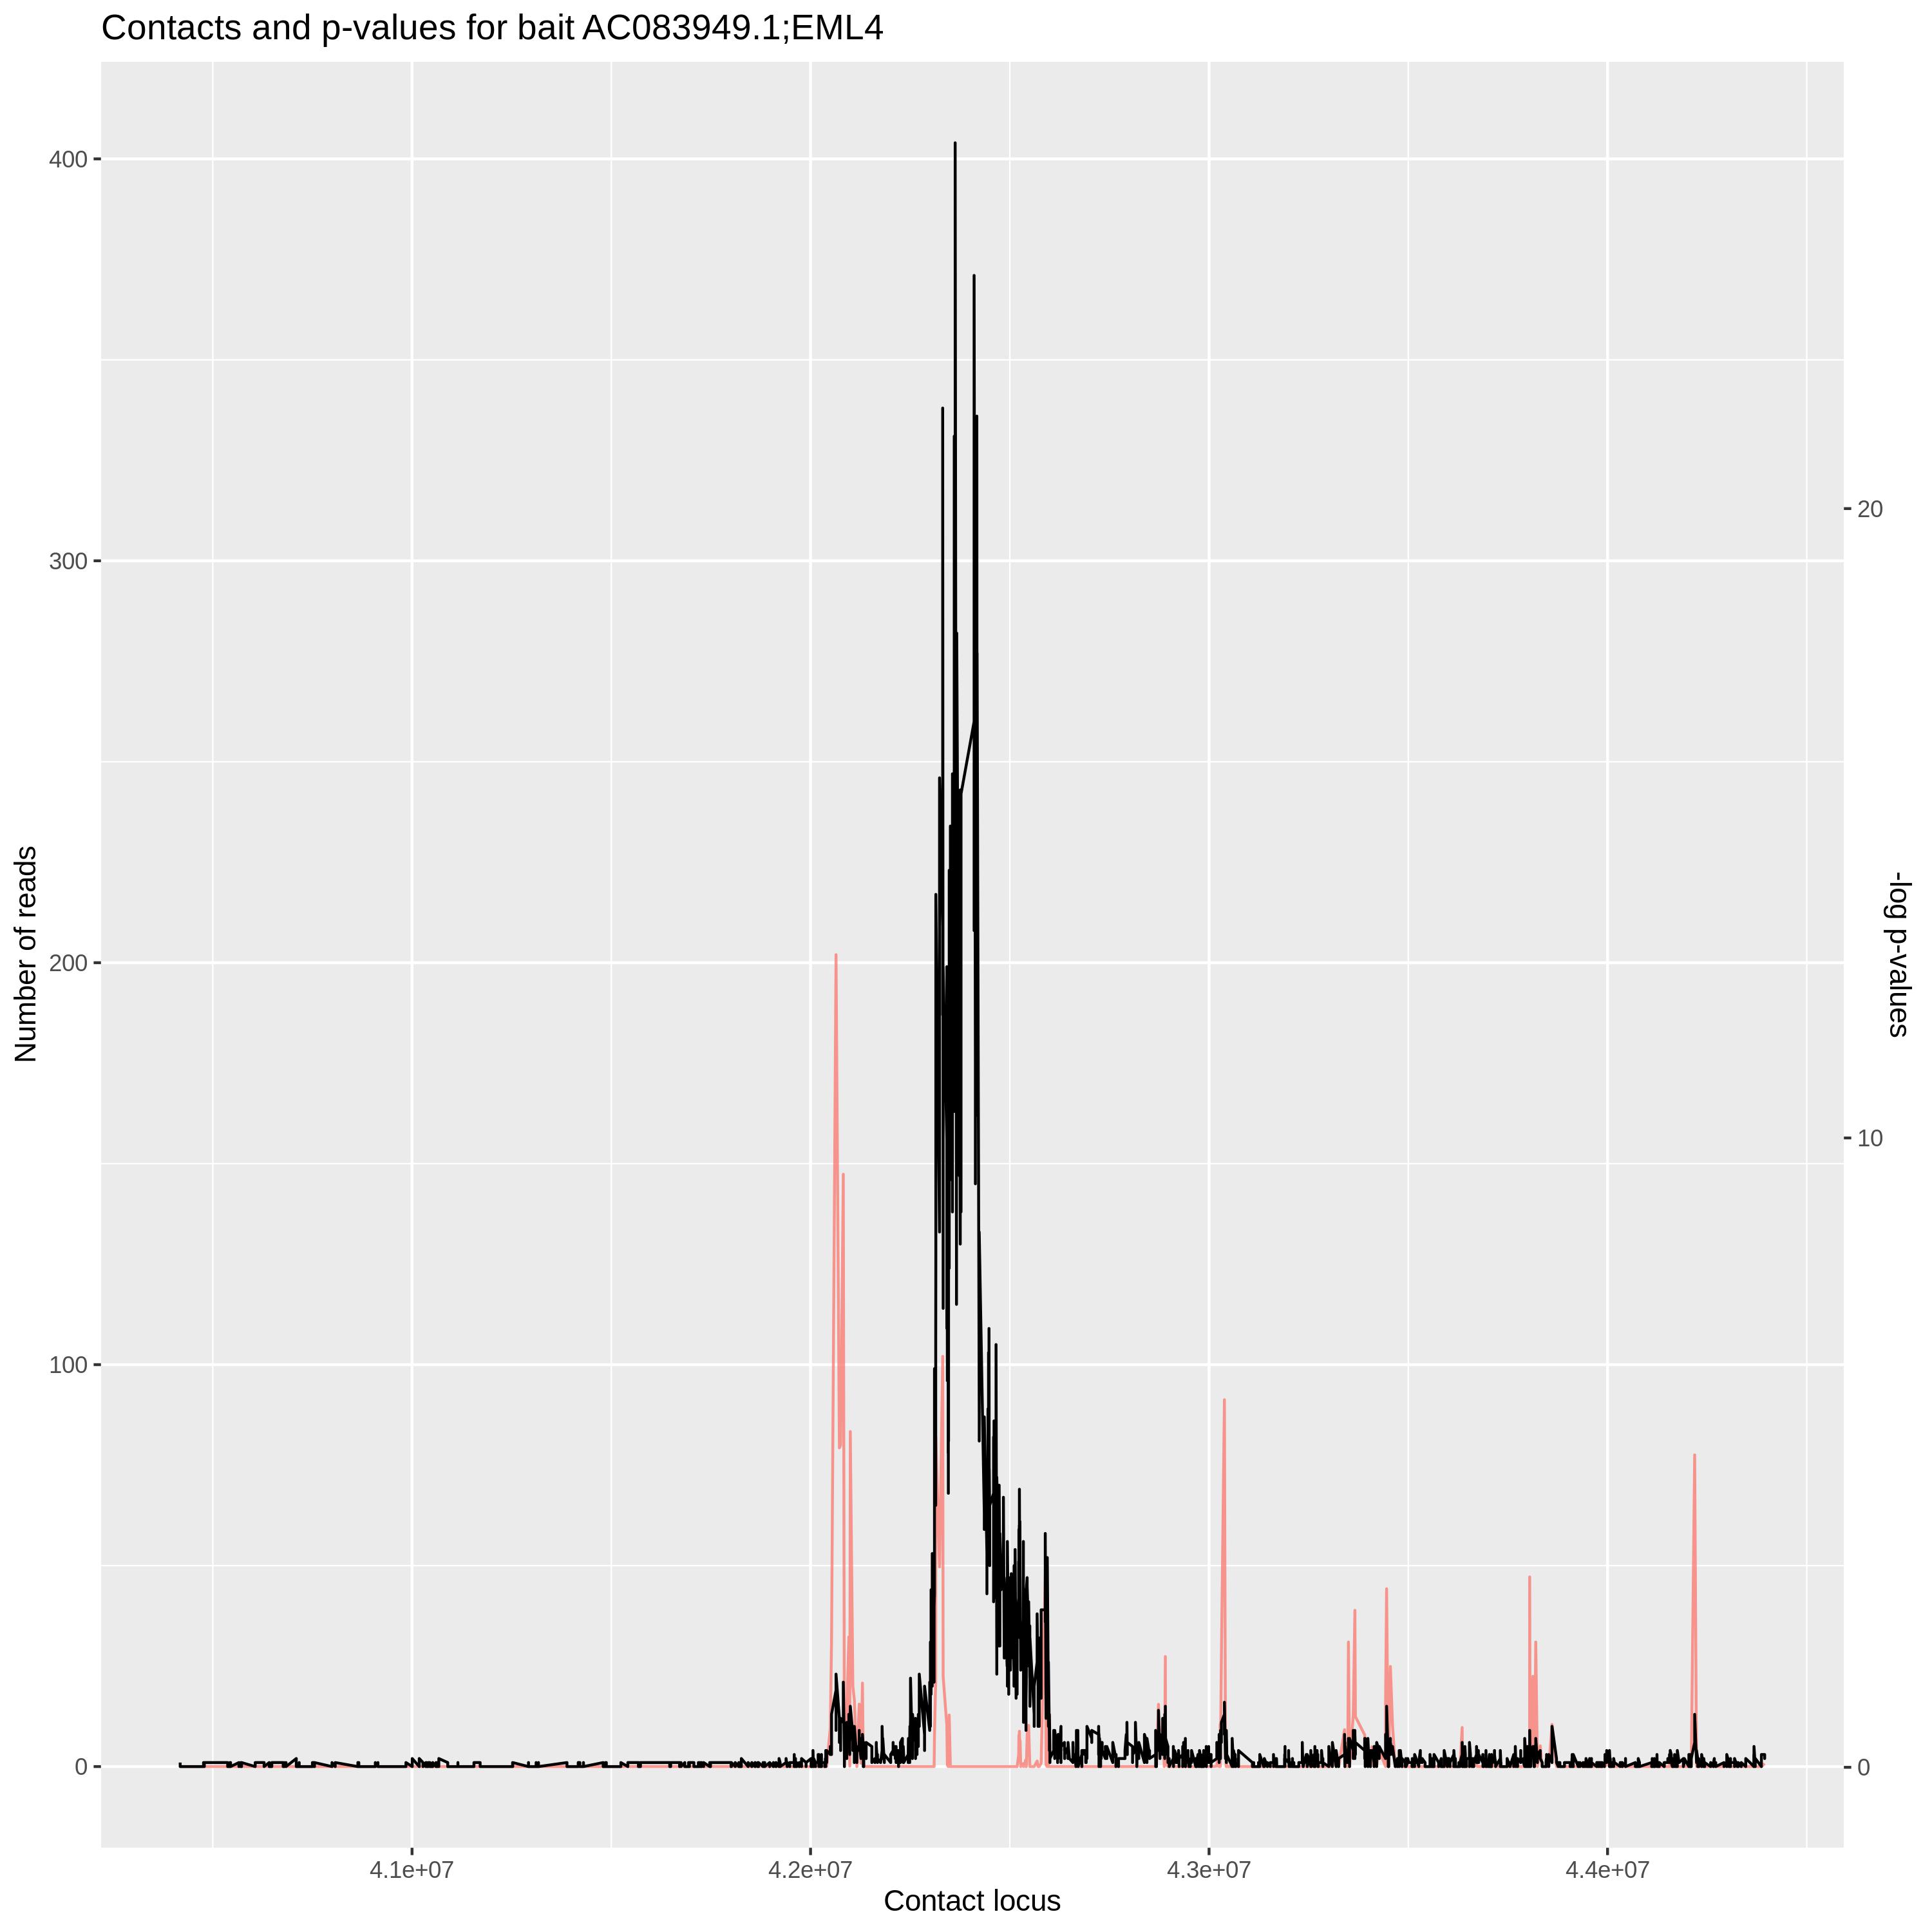 Contacts and p-values for bait AC083949.1;EML4
400
300
200
100
0
Number of reads
20
10
0
-log p-values
4.1e+07
4.2e+07
4.3e+07
4.4e+07
Contact locus